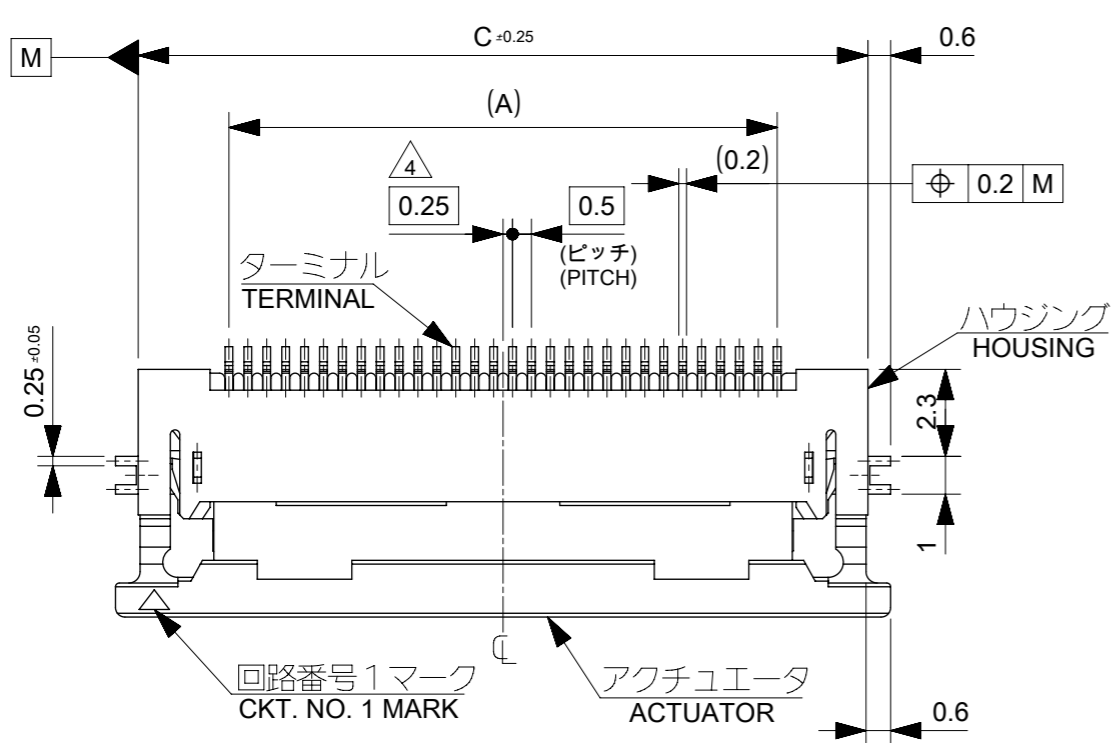 C ±0.25
0.6
M
(A)
4
(0.2)
⌖ 0.2 M
0.25
0.5
(ピッチ)
(PITCH)
ターミナル
TERMINAL
ハウジング
HOUSING
0.25 ±0.05
2.3
1
℄
回路番号1マーク
CKT. NO. 1 MARK
アクチュエータ
ACTUATOR
0.6